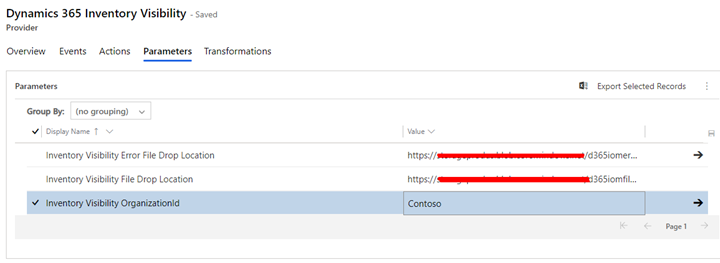 Dynamics 365 Inventory Visibility - Saved
Provider
Overview Events Actions Parameters Transformations
Parameters Export Selected Records
Group By: (no grouping)
Display Name Value
Inventory Visibility Error File Drop Location https:// /d365iomer...
Inventory Visibility File Drop Location https:// /d365iomfil...
Inventory Visibility OrganizationId Contoso
Page 1